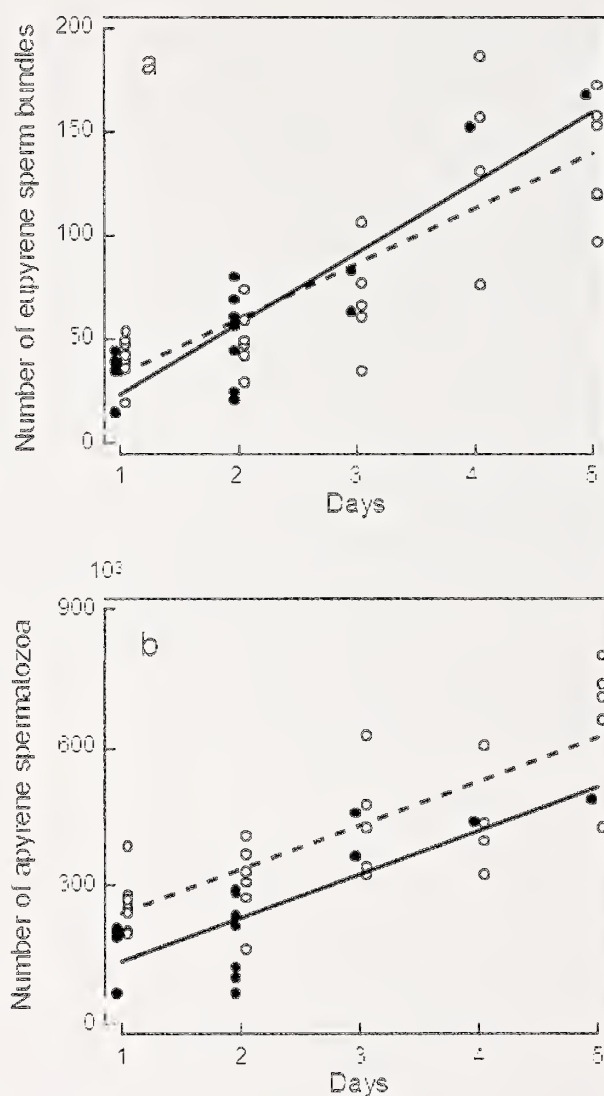 200
150
100
50
0
a
Number of eupyrene sperm bundles
1 2 3 4 5
Days
10³
900
600
300
0
b
Number of apyrene spermatozoa
1 2 3 4 5
Days